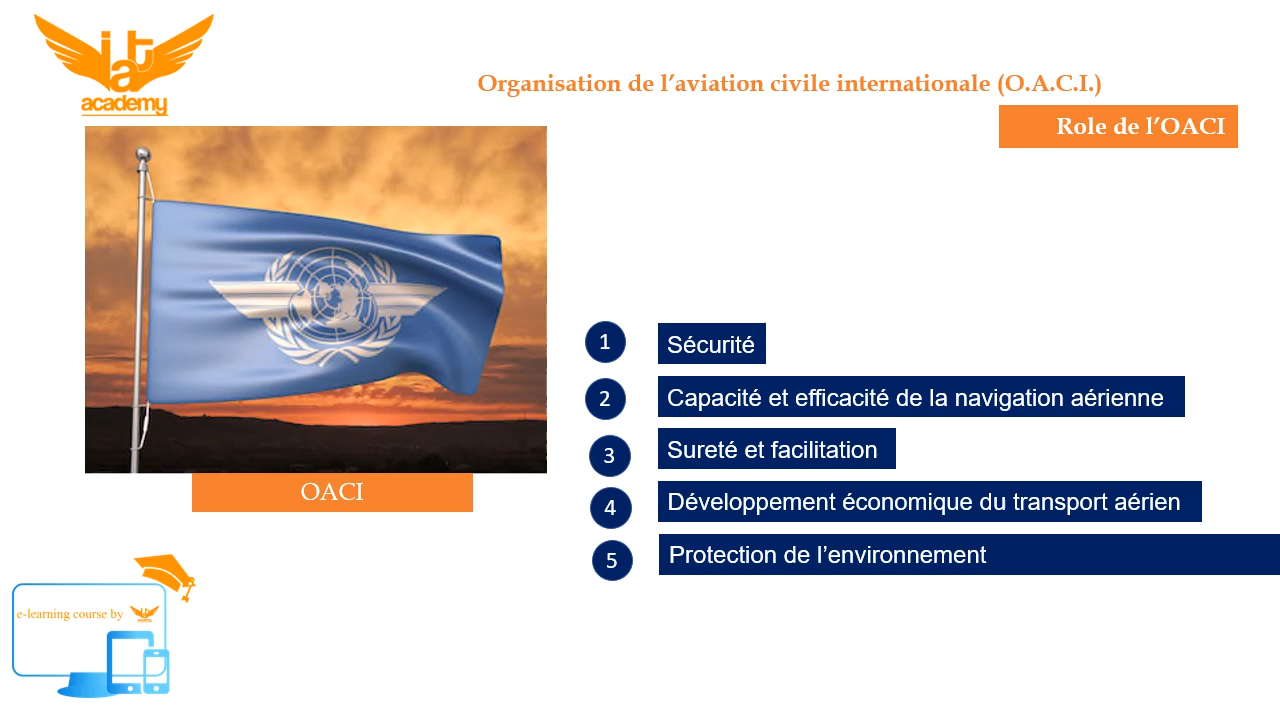 iat
academy
Organisation de l’aviation civile internationale (O.A.C.I.)
Role de l’OACI
1 Sécurité
2 Capacité et efficacité de la navigation aérienne
3 Sureté et facilitation
4 Développement économique du transport aérien
5 Protection de l’environnement
OACI
e-learning course by